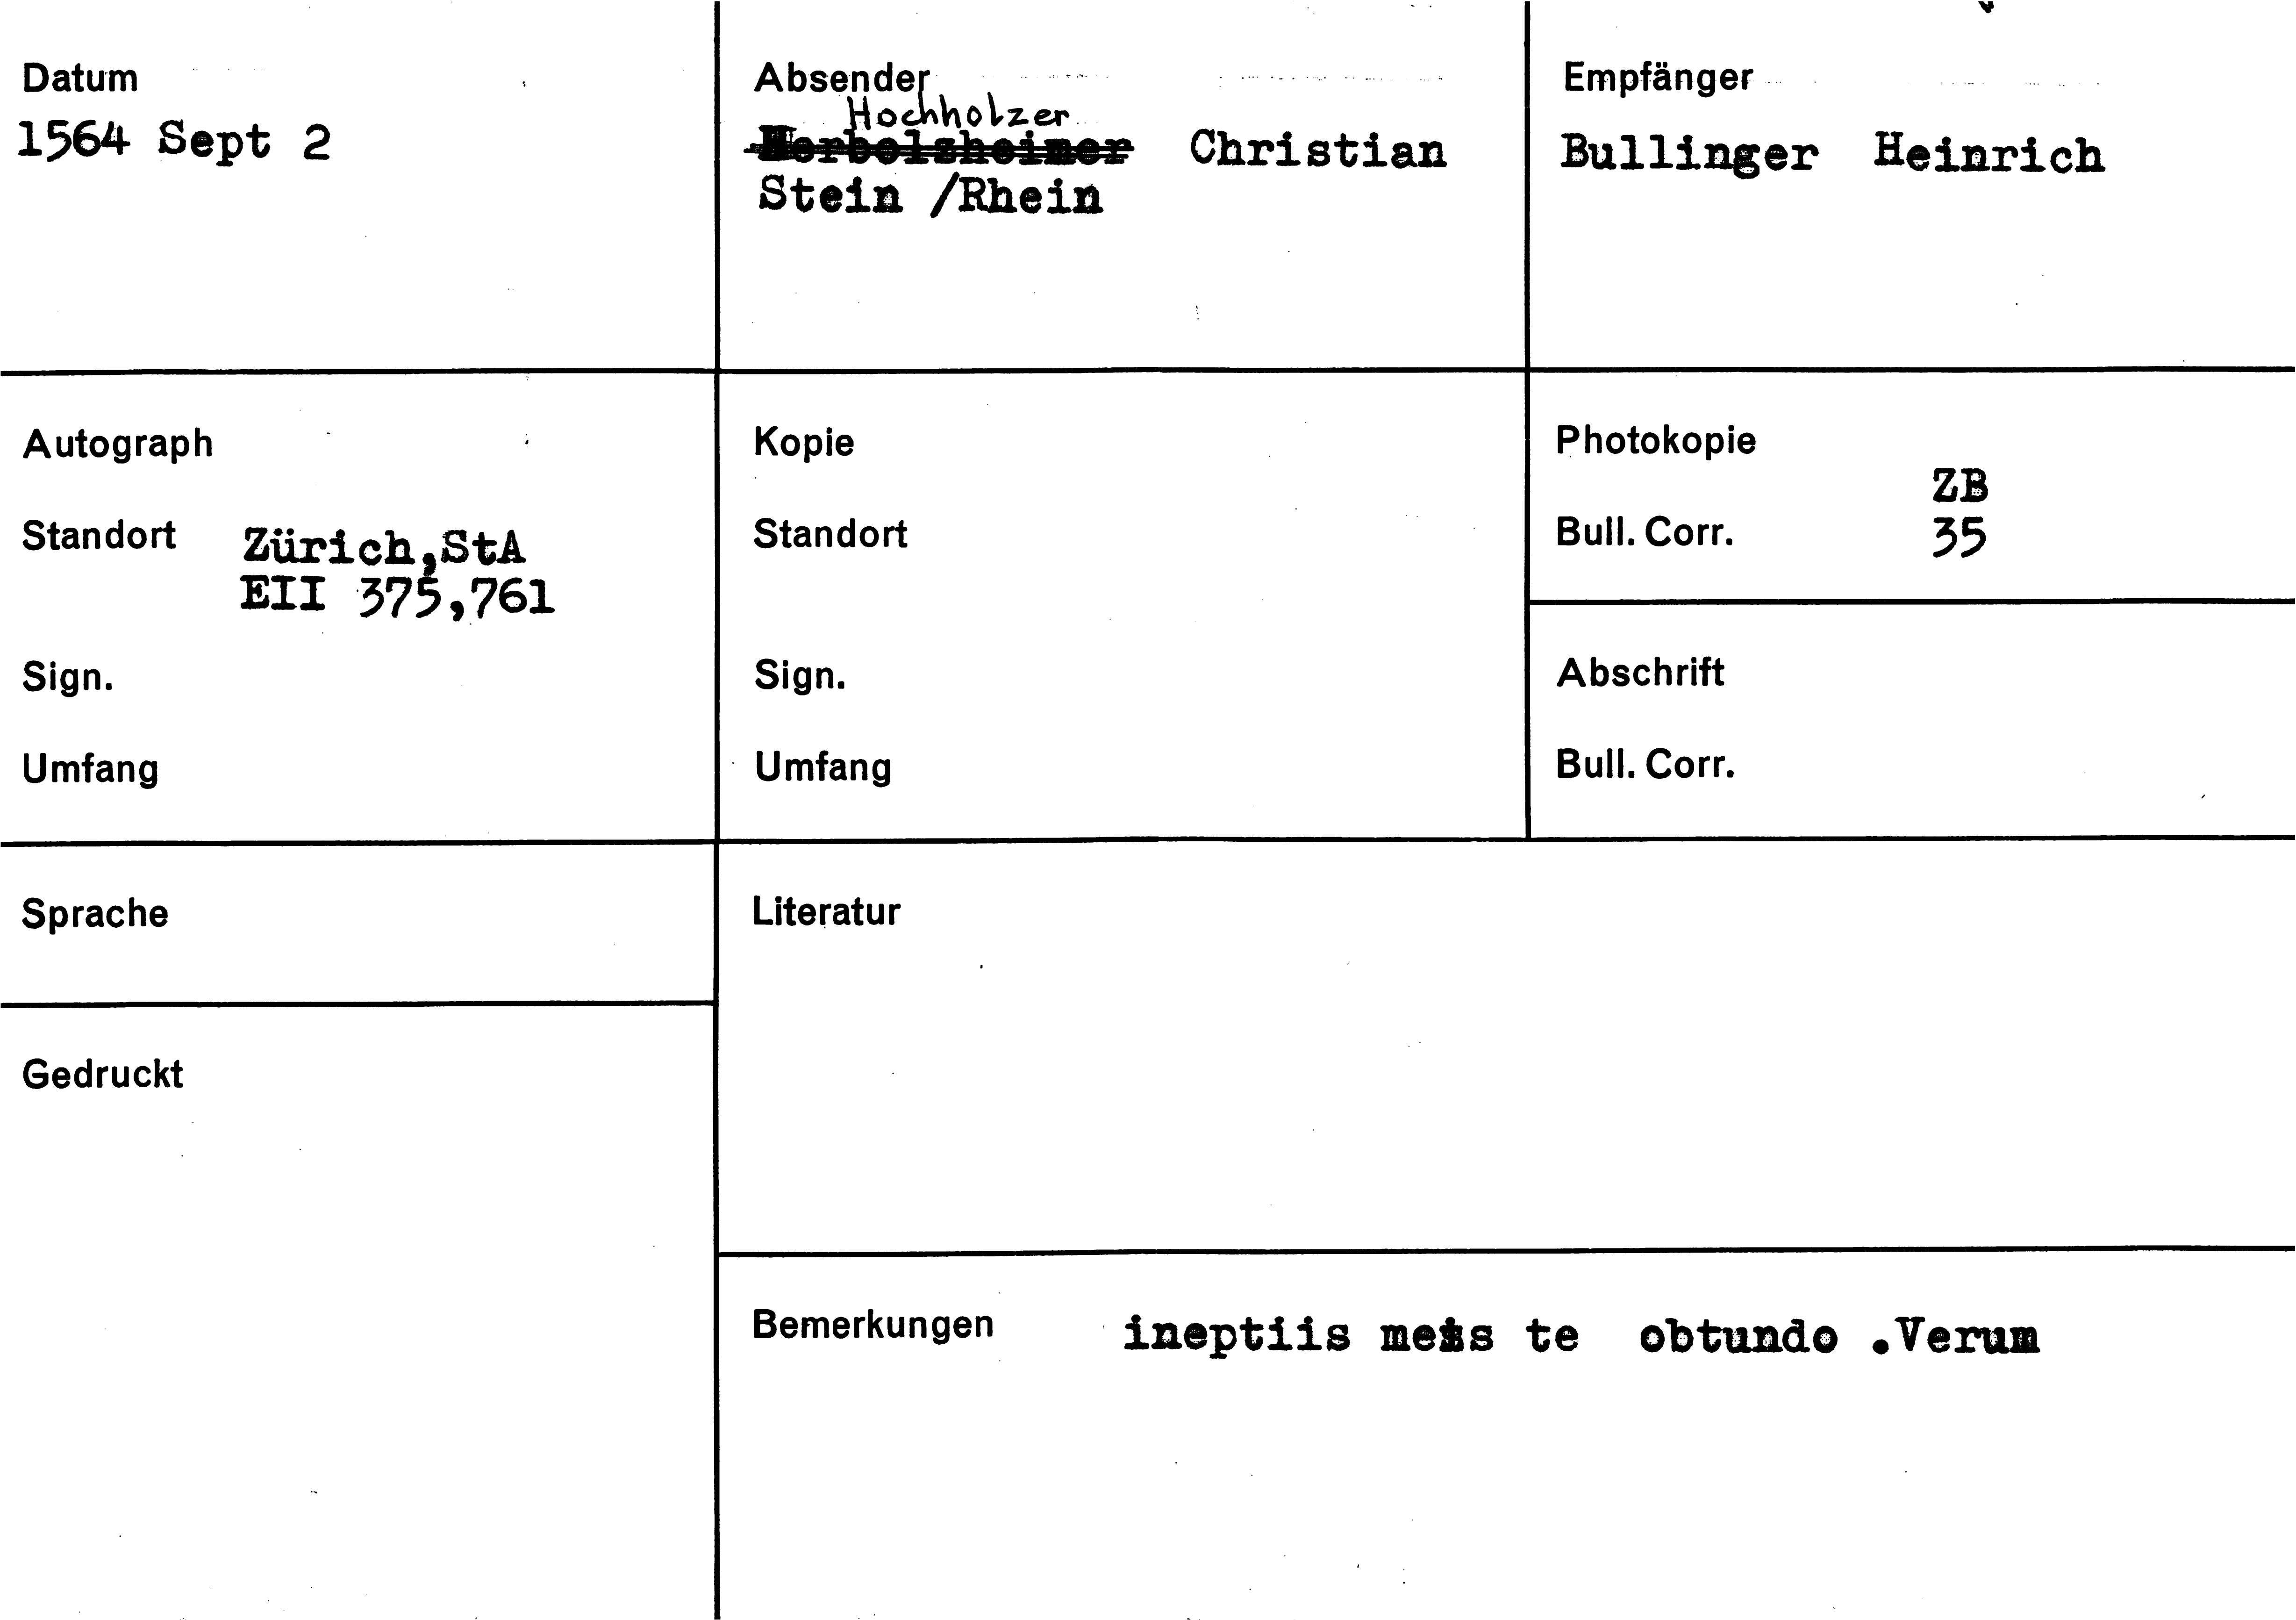 Datum
1564 Sept 2
Absender
Hochholzer
Herbolsheimer Christian
Stein /Rhein
Empfänger
Bullinger Heinrich
Autograph
Standort Zürich,StA
EII 375,761
Sign.
Umfang
Kopie
Standort
Sign.
Umfang
Photokopie
ZB
Bull. Corr. 35
Abschrift
Bull. Corr.
Sprache
Literatur
Gedruckt
Bemerkungen ineptiis meis te obtundo .Verum